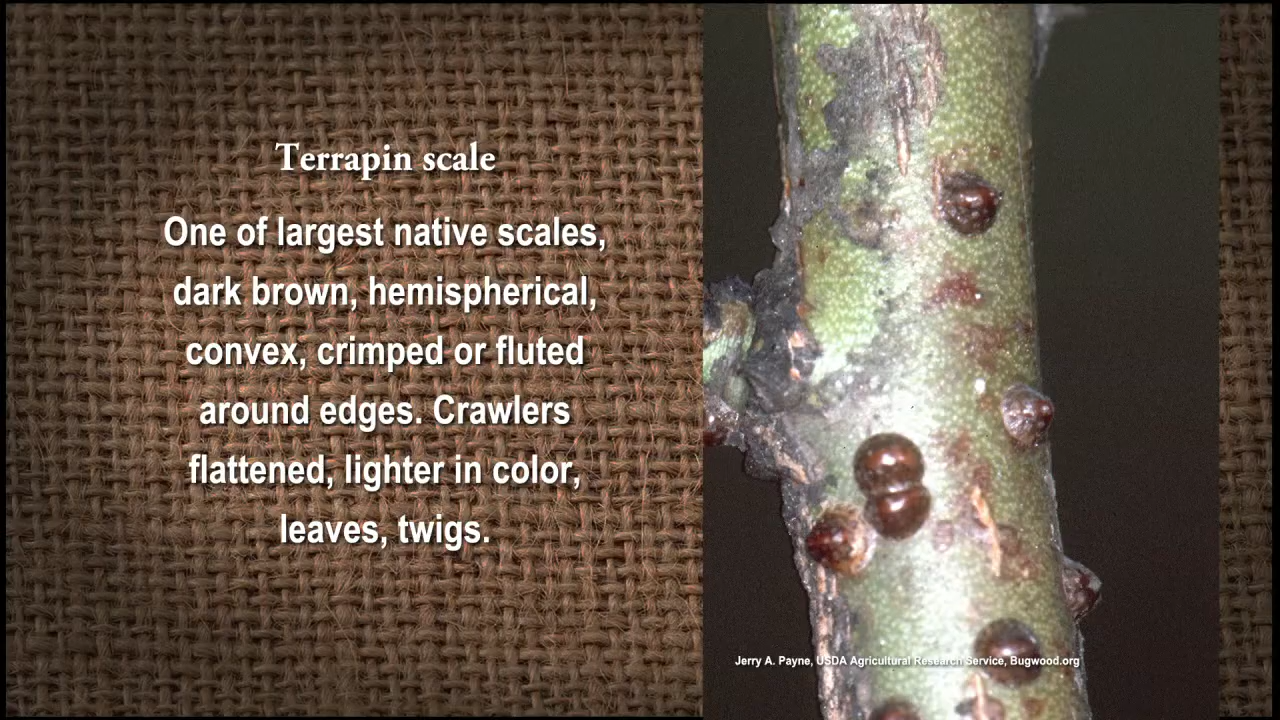 Terrapin scale
One of largest native scales,
dark brown, hemispherical,
convex, crimped or fluted
around edges. Crawlers
flattened, lighter in color,
leaves, twigs.
Jerry A. Payne, USDA Agricultural Research Service, Bugwood.org